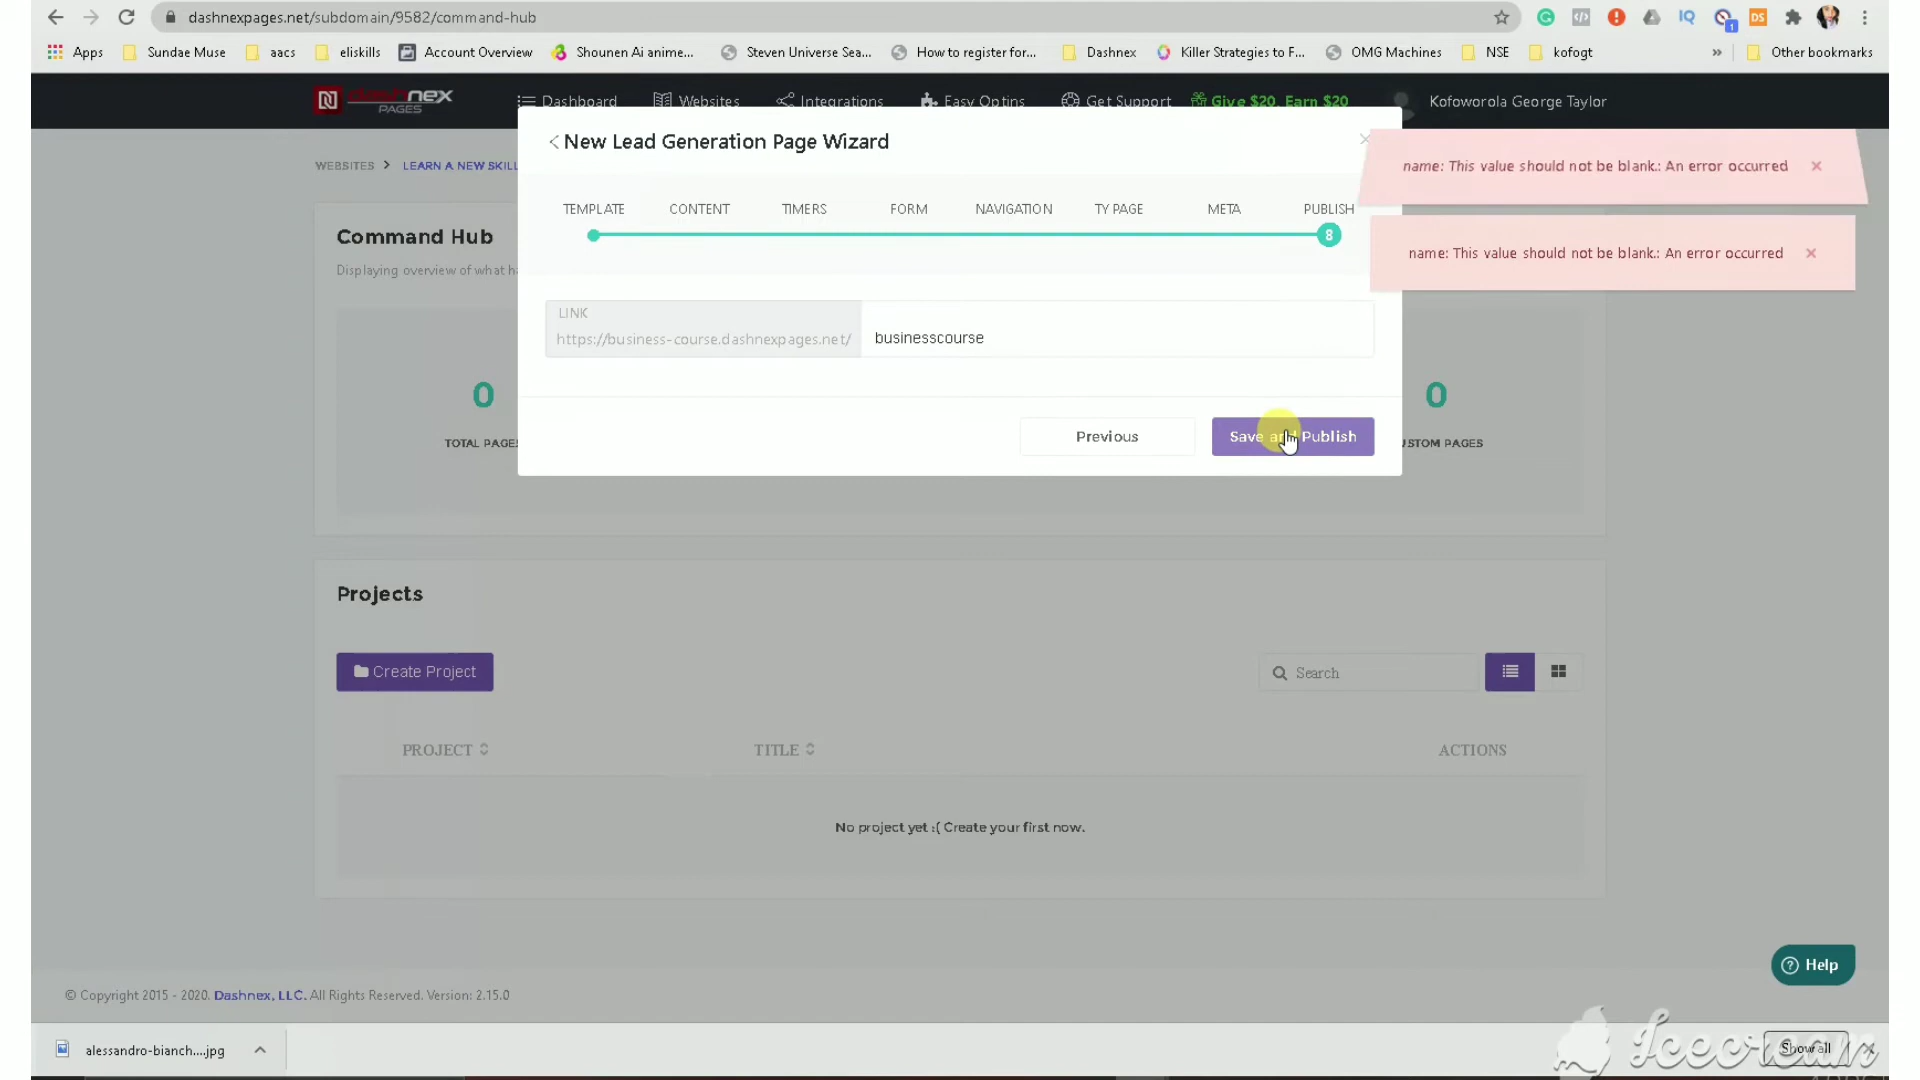 dashnexpages.net/subdomain/9582/command-hub
Apps
Sundae Muse
aacs
eliskills
Account Overview
Shounen Ai anime...
Steven Universe Sea...
How to register for...
Dashnex
Killer Strategies to F...
OMG Machines
NSE
kofogt
»
Other bookmarks
dashnex PAGES
Dashboard
Websites
Integrations
Easy Optins
Get Support
Give $20, Earn $20
Kofoworola George Taylor
WEBSITES > LEARN A NEW SKILL
New Lead Generation Page Wizard
name: This value should not be blank.: An error occurred ×
name: This value should not be blank.: An error occurred ×
TEMPLATE
CONTENT
TIMERS
FORM
NAVIGATION
TY PAGE
META
PUBLISH
8
Command Hub
Displaying overview of what
LINK
https://business-course.dashnexpages.net/
businesscourse
0
TOTAL PAGES
Previous
Save and Publish
0
STOM PAGES
Projects
Create Project
Search
PROJECT
TITLE
ACTIONS
No project yet :( Create your first now.
Help
© Copyright 2015 - 2020. Dashnex, LLC. All Rights Reserved. Version: 2.15.0
alessandro-bianch....jpg
Show all
Icecream